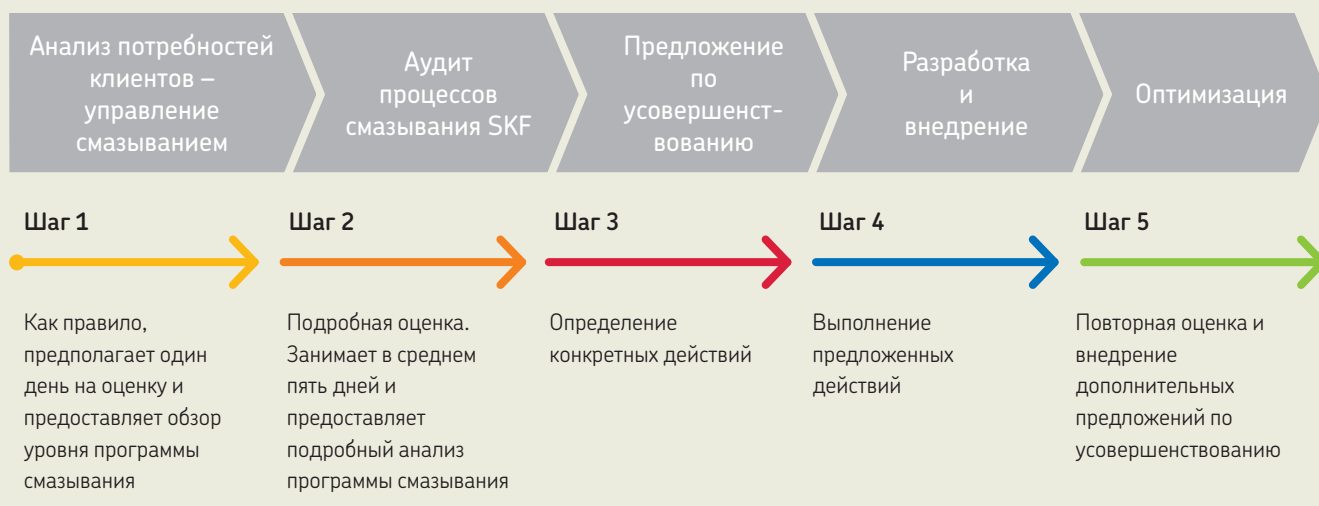 Анализ потребностей
клиентов –
управление
смазыванием
Аудит
процессов
смазывания SKF
Предложение
по
усовершенст-
вованию
Разработка
и
внедрение
Оптимизация
Шаг 1
Как правило,
предполагает один
день на оценку и
предоставляет обзор
уровня программы
смазывания
Шаг 2
Подробная оценка.
Занимает в среднем
пять дней и
предоставляет
подробный анализ
программы смазывания
Шаг 3
Определение
конкретных действий
Шаг 4
Выполнение
предложенных
действий
Шаг 5
Повторная оценка и
внедрение
дополнительных
предложений по
усовершенствованию